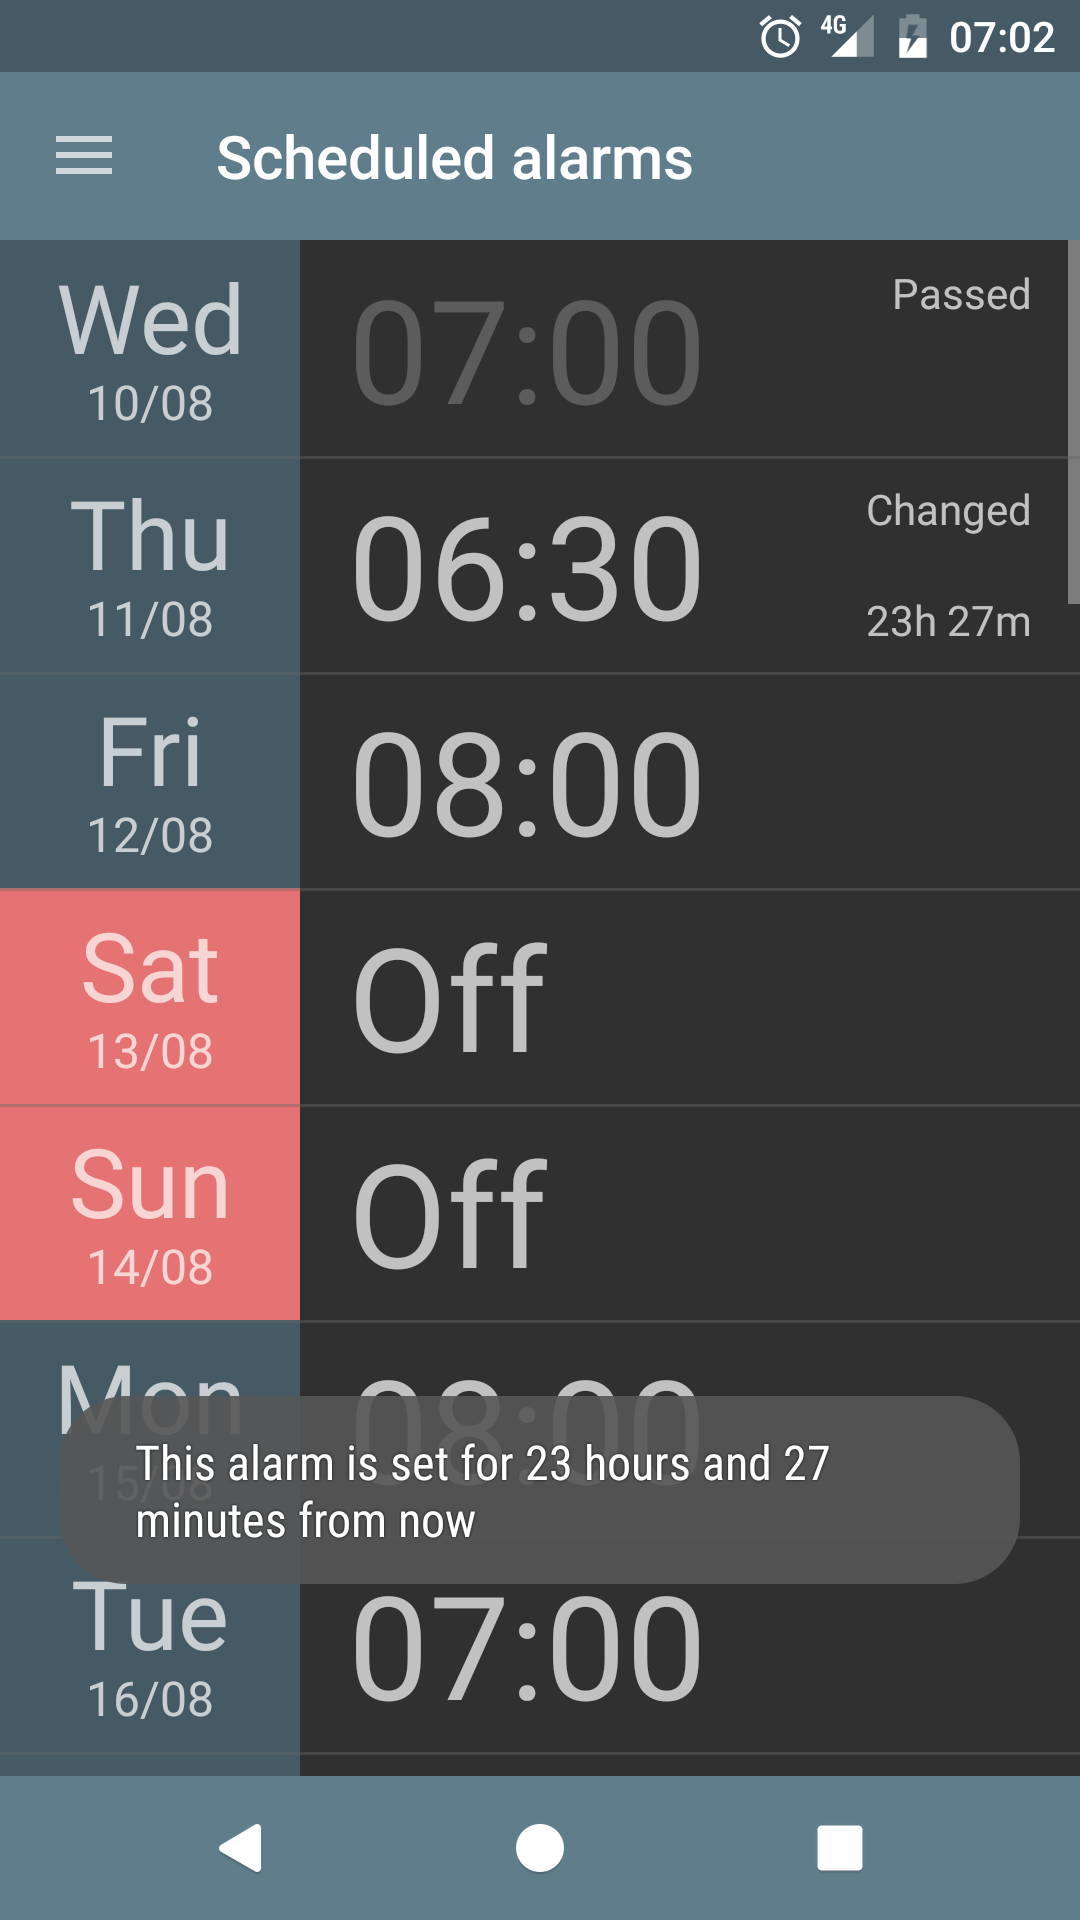 4G 07:02
Scheduled alarms
Wed
10/08
07:00
Passed
Thu
11/08
06:30
Changed
23h 27m
Fri
12/08
08:00
Sat
13/08
Off
Sun
14/08
Off
Mon
15/08
08:00
This alarm is set for 23 hours and 27
minutes from now
Tue
16/08
07:00